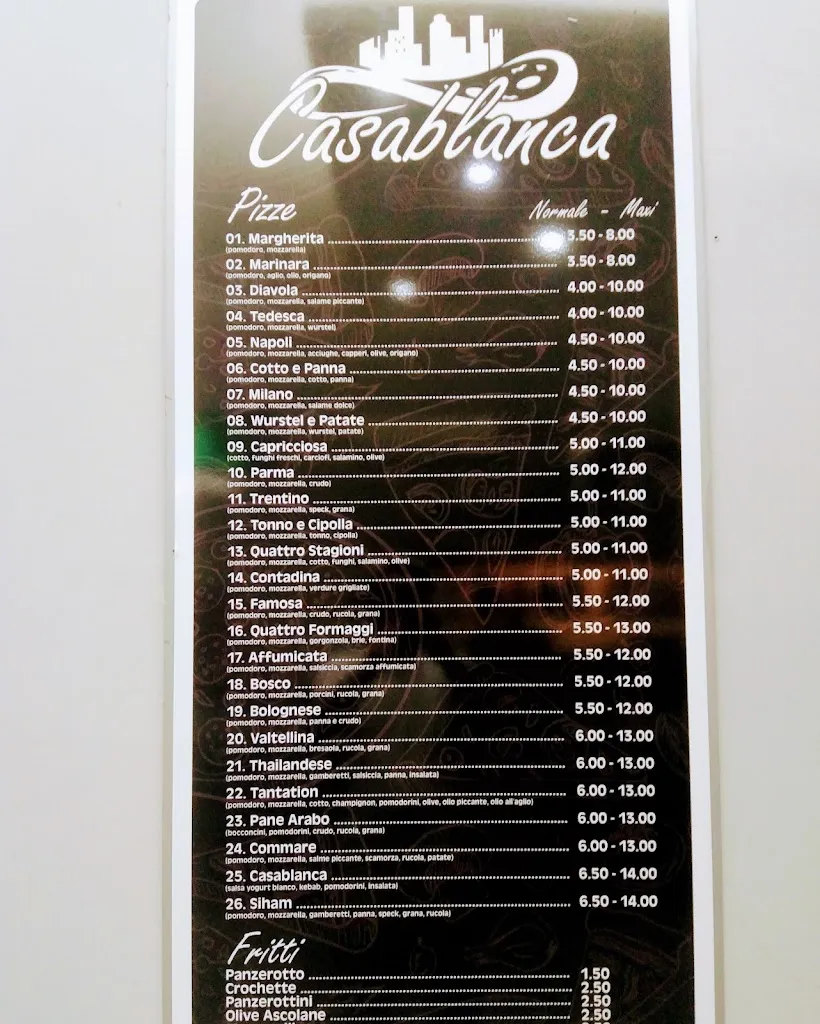 Casablanca
Pizze Normale - Maxi
01. Margherita 3.50 - 8.00
(pomodoro, mozzarella)
02. Marinara 3.50 - 8.00
(pomodoro, aglio, olio, origano)
03. Diavola 4.00 - 10.00
(pomodoro, mozzarella, salame piccante)
04. Tedesca 4.00 - 10.00
(pomodoro, mozzarella, wurstel)
05. Napoli 4.50 - 10.00
(pomodoro, mozzarella, acciughe, capperi, olive, origano)
06. Cotto e Panna 4.50 - 10.00
(pomodoro, mozzarella, cotto, panna)
07. Milano 4.50 - 10.00
(pomodoro, mozzarella, salame dolce)
08. Wurstel e Patate 4.50 - 10.00
(pomodoro, mozzarella, wurstel, patate)
09. Capricciosa 5.00 - 11.00
(cotto, funghi freschi, carciofi, salamino, olive)
10. Parma 5.00 - 12.00
(pomodoro, mozzarella, crudo)
11. Trentino 5.00 - 11.00
(pomodoro, mozzarella, speck, grana)
12. Tonno e Cipolla 5.00 - 11.00
(pomodoro, mozzarella, tonno, cipolla)
13. Quattro Stagioni 5.00 - 11.00
(pomodoro, mozzarella, cotto, funghi, salamino, olive)
14. Contadina 5.00 - 11.00
(pomodoro, mozzarella, verdure grigliate)
15. Famosa 5.50 - 12.00
(pomodoro, mozzarella, crudo, rucola, grana)
16. Quattro Formaggi 5.50 - 13.00
(pomodoro, mozzarella, gorgonzola, brie, fontina)
17. Affumicata 5.50 - 12.00
(pomodoro, mozzarella, salsiccia, scamorza affumicata)
18. Bosco 5.50 - 12.00
(pomodoro, mozzarella, porcini, rucola, grana)
19. Bolognese 5.50 - 12.00
(pomodoro, mozzarella, panna e crudo)
20. Valtellina 6.00 - 13.00
(pomodoro, mozzarella, bresaola, rucola, grana)
21. Thailandese 6.00 - 13.00
(pomodoro, mozzarella, gamberetti, salsiccia, panna, insalata)
22. Tantation 6.00 - 13.00
(pomodoro, mozzarella, cotto, champignon, pomodorini, olive, olio piccante, olio all'aglio)
23. Pane Arabo 6.00 - 13.00
(bocconcini, pomodorini, crudo, rucola, grana)
24. Commare 6.00 - 13.00
(pomodoro, mozzarella, salme piccante, scamorza, rucola, patate)
25. Casablanca 6.50 - 14.00
(salsa yogurt bianco, kebab, pomodorini, insalata)
26. Siham 6.50 - 14.00
(pomodoro, mozzarella, gamberetti, panna, speck, grana, rucola)
Fritti
Panzerotto 1.50
Crochette 2.50
Panzerottini 2.50
Olive Ascolane 2.50